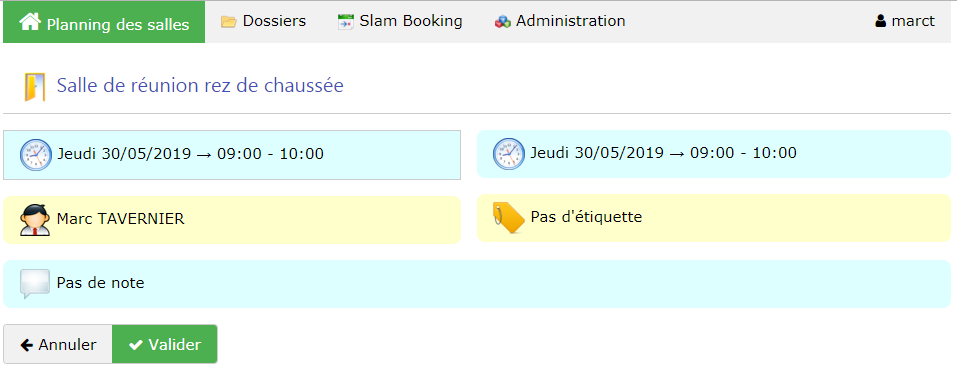 Planning des salles Dossiers Slam Booking Administration marct
Salle de réunion rez de chaussée
Jeudi 30/05/2019 → 09:00 - 10:00 Jeudi 30/05/2019 → 09:00 - 10:00
Marc TAVERNIER Pas d'étiquette
Pas de note
Annuler Valider